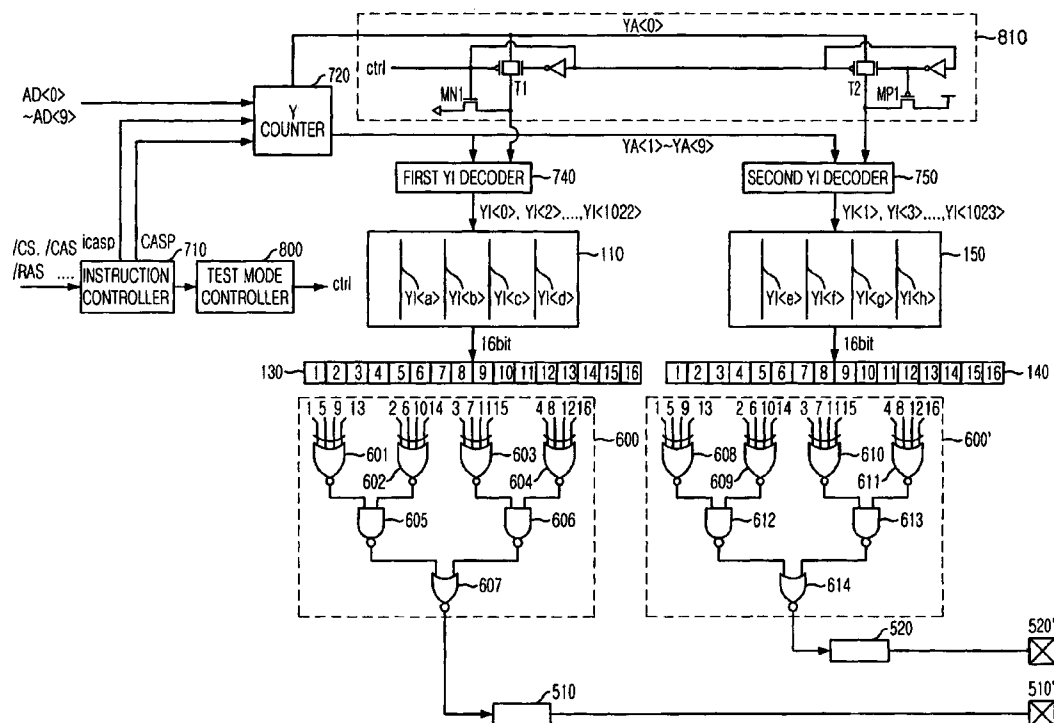 YA<0>
810
ctrl
T1
T2
MN1
MP1
720
AD<0>
~AD<9>
Y
COUNTER
YA<1>~YA<9>
FIRST YI DECODER
740
SECOND YI DECODER
750
YI<0>, YI<2>,...,YI<1022>
YI<1>, YI<3>,...,YI<1023>
/CS. /CAS
/RAS ....
icasp
CASP
710
800
INSTRUCTION
CONTROLLER
TEST MODE
CONTROLLER
ctrl
110
YI<a> YI<b> YI<c> YI<d>
150
YI<e> YI<f> YI<g> YI<h>
16bit
16bit
130
1 2 3 4 5 6 7 8 9 10 11 12 13 14 15 16
1 2 3 4 5 6 7 8 9 10 11 12 13 14 15 16
140
1 5 9 13 2 6 10 14 3 7 11 15 4 8 12 16
1 5 9 13 2 6 10 14 3 7 11 15 4 8 12 16
600
600'
601
602
603
604
608
609
610
611
605
606
612
613
607
614
520
520'
510
510'